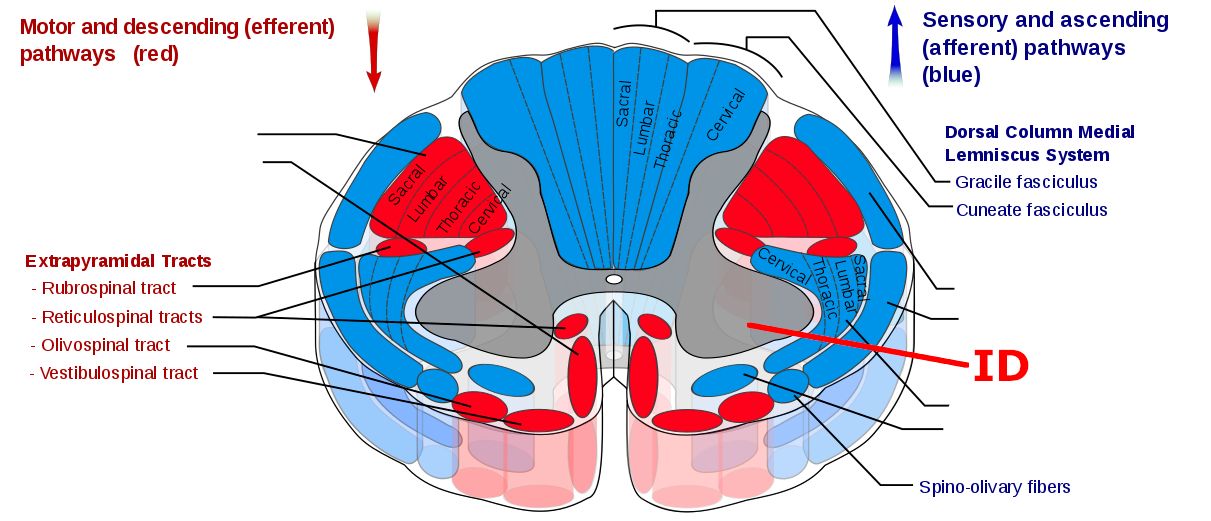 Motor and descending (efferent)
pathways (red)
Sensory and ascending
(afferent) pathways
(blue)
Sacral
Lumbar
Thoracic
Cervical
Dorsal Column Medial
Lemniscus System
Gracile fasciculus
Cuneate fasciculus
Sacral
Lumbar
Thoracic
Cervical
Extrapyramidal Tracts
- Rubrospinal tract
- Reticulospinal tracts
- Olivospinal tract
- Vestibulospinal tract
Cervical
Thoracic
Lumbar
Sacral
ID
Spino-olivary fibers